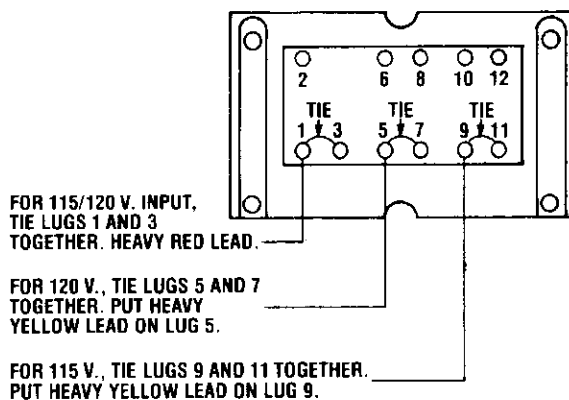 2 6 8 10 12
TIE TIE TIE
1 3 5 7 9 11
FOR 115/120 V. INPUT,
TIE LUGS 1 AND 3
TOGETHER. HEAVY RED LEAD.
FOR 120 V., TIE LUGS 5 AND 7
TOGETHER. PUT HEAVY
YELLOW LEAD ON LUG 5.
FOR 115 V., TIE LUGS 9 AND 11 TOGETHER.
PUT HEAVY YELLOW LEAD ON LUG 9.